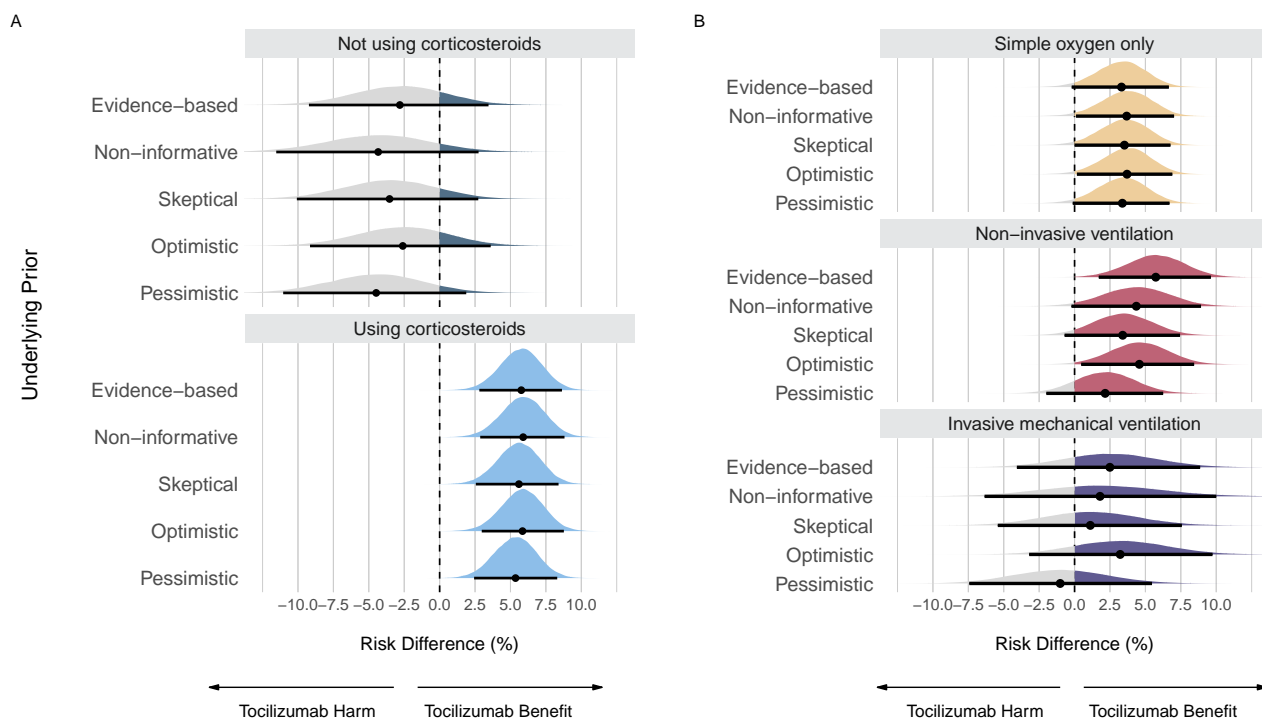 A
Not using corticosteroids
Evidence−based
Non−informative
Skeptical
Optimistic
Pessimistic
Using corticosteroids
Evidence−based
Non−informative
Skeptical
Optimistic
Pessimistic
Underlying Prior
−10.0 −7.5 −5.0 −2.5 0.0 2.5 5.0 7.5 10.0
Risk Difference (%)
Tocilizumab Harm Tocilizumab Benefit
B
Simple oxygen only
Evidence−based
Non−informative
Skeptical
Optimistic
Pessimistic
Non−invasive ventilation
Evidence−based
Non−informative
Skeptical
Optimistic
Pessimistic
Invasive mechanical ventilation
Evidence−based
Non−informative
Skeptical
Optimistic
Pessimistic
−10.0 −7.5 −5.0 −2.5 0.0 2.5 5.0 7.5 10.0
Risk Difference (%)
Tocilizumab Harm Tocilizumab Benefit